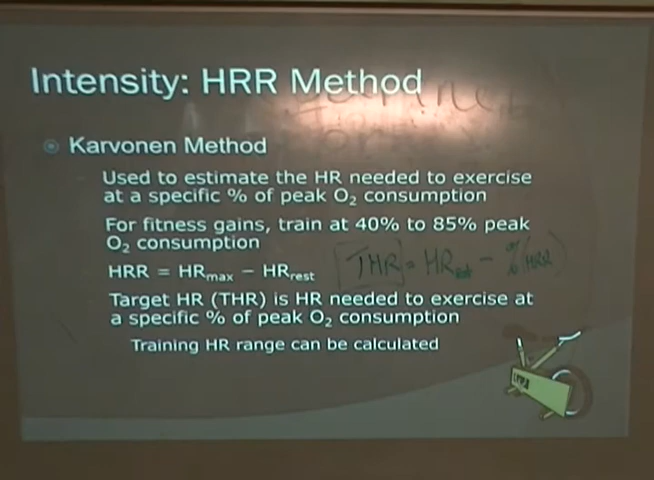 Intensity: HRR Method
Karvonen Method
Used to estimate the HR needed to exercise
at a specific % of peak O₂ consumption
For fitness gains, train at 40% to 85% peak
O₂ consumption
HRR = HRmax − HRrest
[THR] = HRrest - % (HRR)
Target HR (THR) is HR needed to exercise at
a specific % of peak O₂ consumption
Training HR range can be calculated